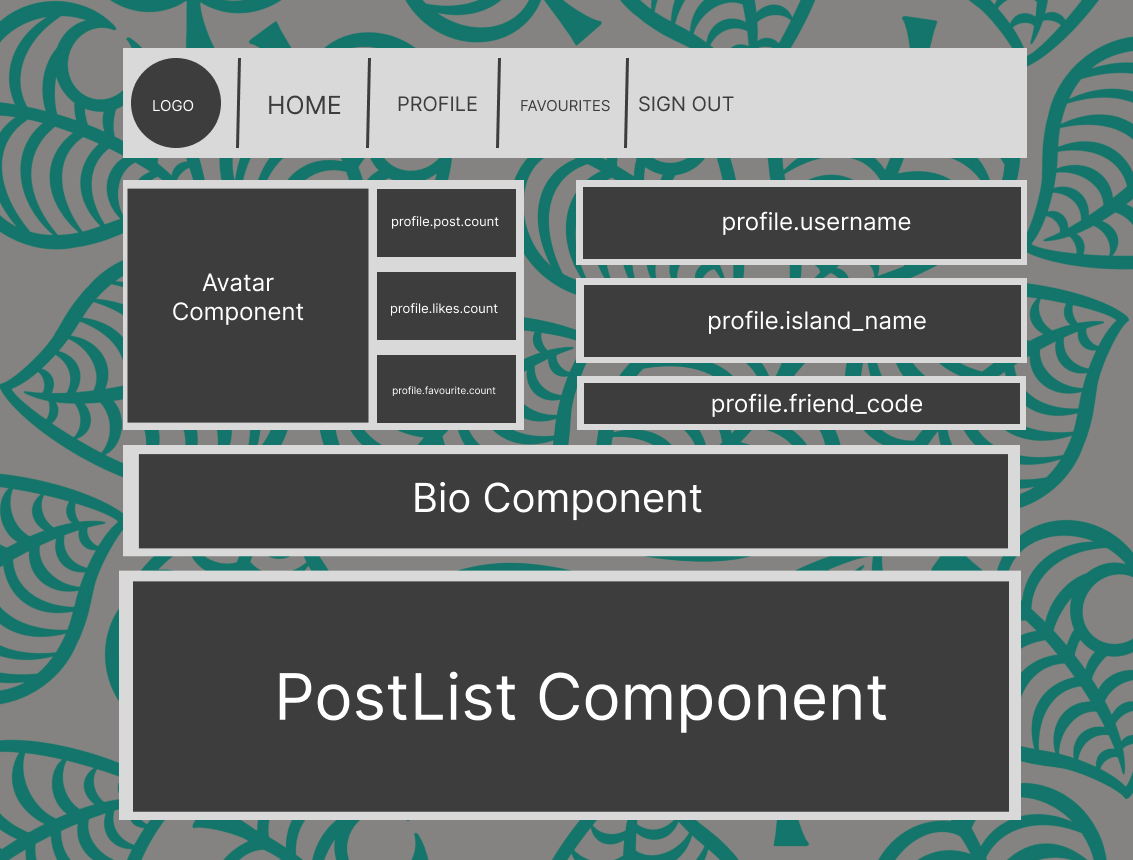 LOGO
HOME
PROFILE
FAVOURITES
SIGN OUT
Avatar
Component
profile.post.count
profile.likes.count
profile.favourite.count
profile.username
profile.island_name
profile.friend_code
Bio Component
PostList Component